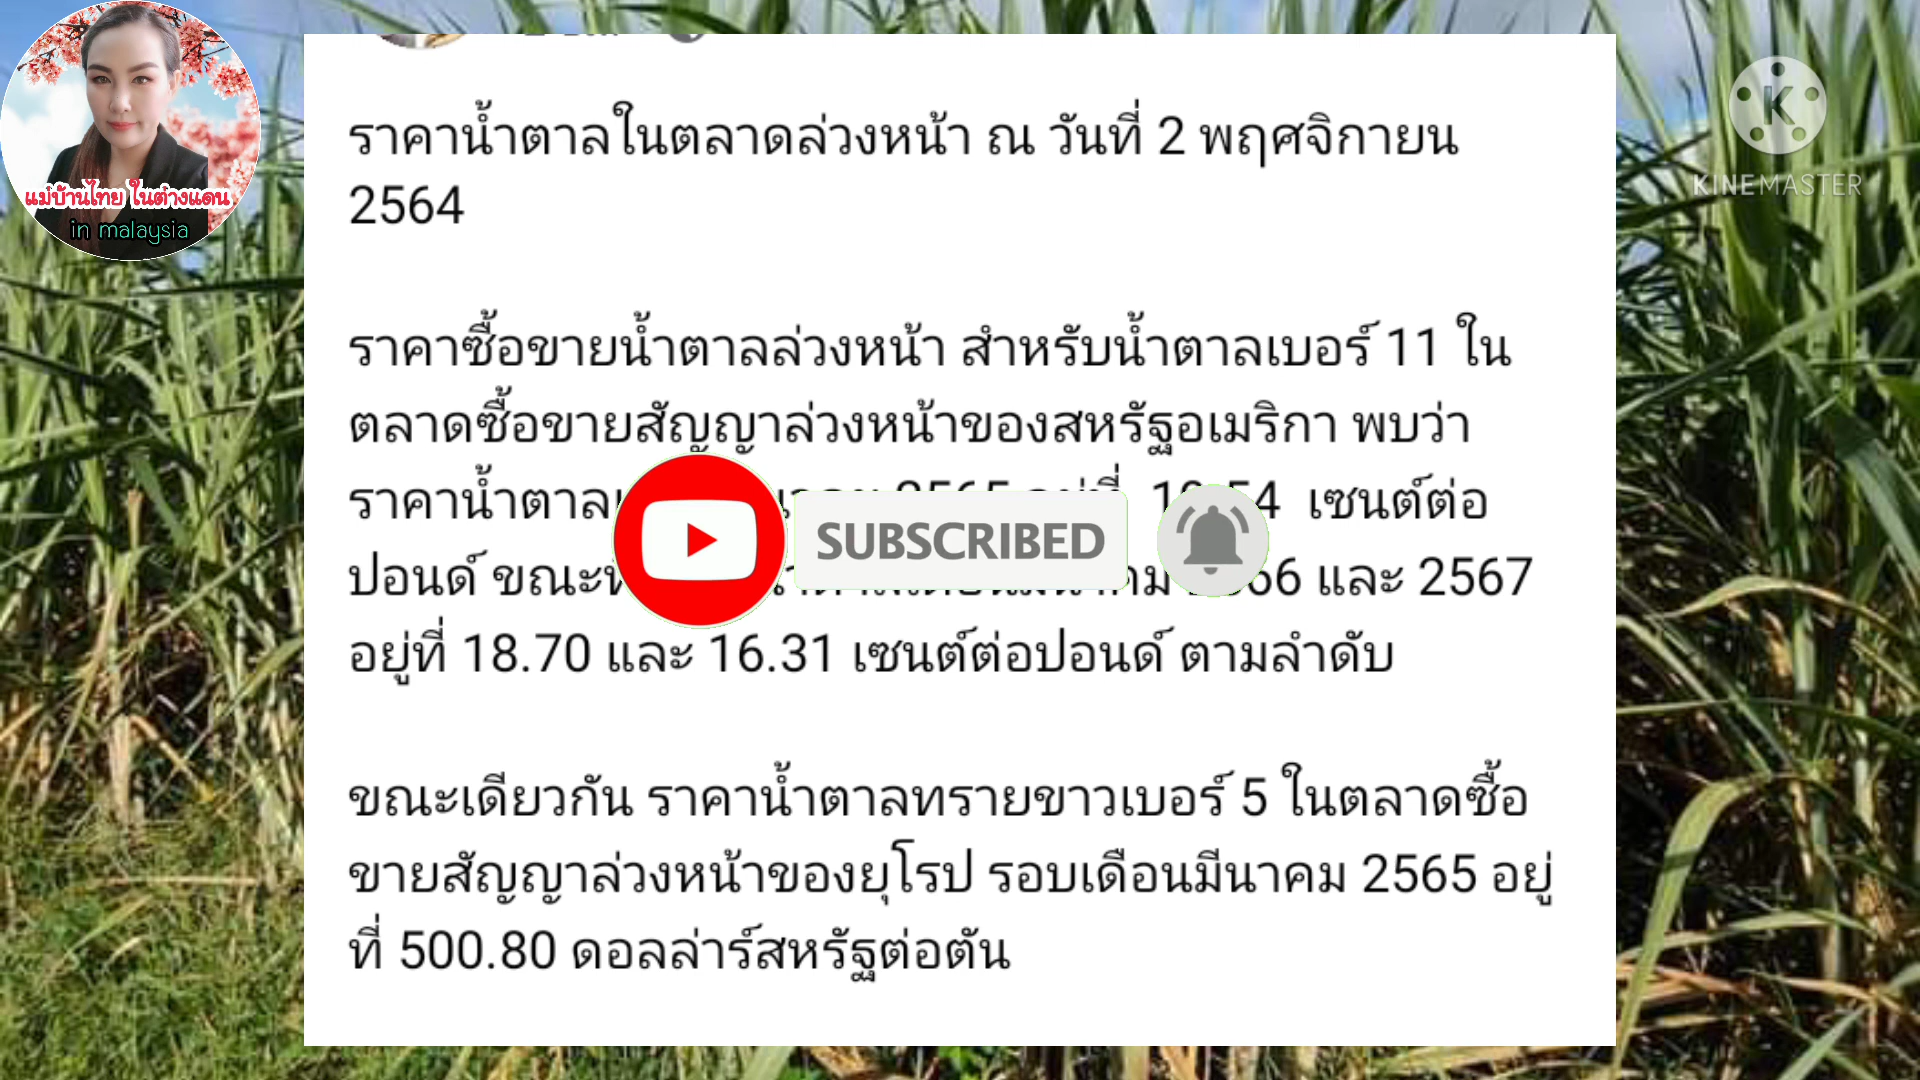 แม่บ้านไทย ในต่างแดน
in malaysia
KINEMASTER
ราคาน้ำตาลในตลาดล่วงหน้า ณ วันที่ 2 พฤศจิกายน
2564
ราคาซื้อขายน้ำตาลล่วงหน้า สำหรับน้ำตาลเบอร์ 11 ใน
ตลาดซื้อขายสัญญาล่วงหน้าของสหรัฐอเมริกา พบว่า
ราคาน้ำตาล 2565 อยู่ที่ เซนต์ต่อ
ปอนด์ และ 2567
SUBSCRIBED
อยู่ที่ 18.70 และ 16.31 เซนต์ต่อปอนด์ ตามลำดับ
ขณะเดียวกัน ราคาน้ำตาลทรายขาวเบอร์ 5 ในตลาดซื้อ
ขายสัญญาล่วงหน้าของยุโรป รอบเดือนมีนาคม 2565 อยู่
ที่ 500.80 ดอลล่าร์สหรัฐต่อตัน